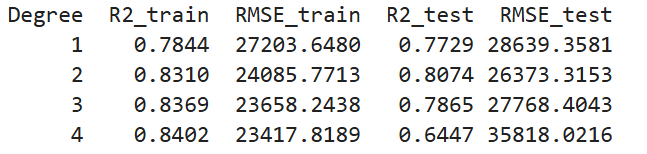 Degree R2_train RMSE_train R2_test RMSE_test
1 0.7844 27203.6480 0.7729 28639.3581
2 0.8310 24085.7713 0.8074 26373.3153
3 0.8369 23658.2438 0.7865 27768.4043
4 0.8402 23417.8189 0.6447 35818.0216